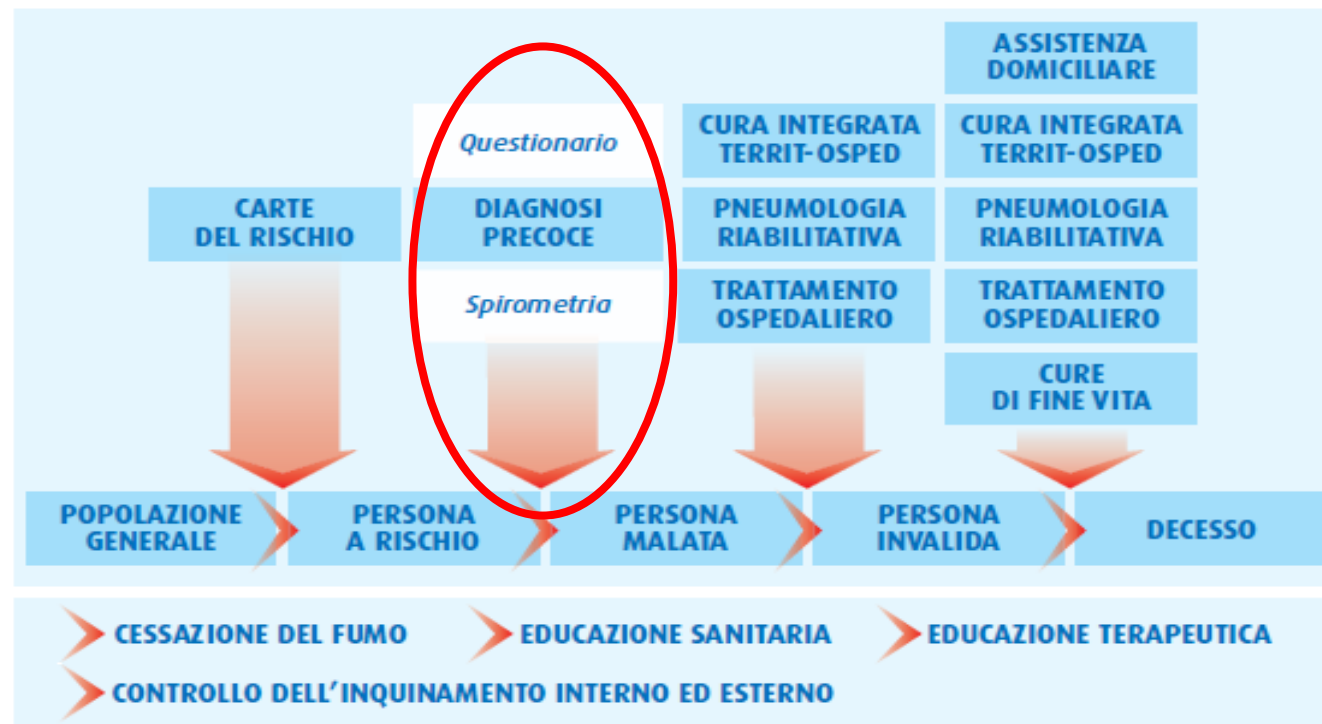 ASSISTENZA
DOMICILIARE
Questionario
CURA INTEGRATA
TERRIT-OSPED
CURA INTEGRATA
TERRIT-OSPED
CARTE
DEL RISCHIO
DIAGNOSI
PRECOCE
PNEUMOLOGIA
RIABILITATIVA
PNEUMOLOGIA
RIABILITATIVA
Spirometria
TRATTAMENTO
OSPEDALIERO
TRATTAMENTO
OSPEDALIERO
CURE
DI FINE VITA
POPOLAZIONE
GENERALE
PERSONA
A RISCHIO
PERSONA
MALATA
PERSONA
INVALIDA
DECESSO
CESSAZIONE DEL FUMO
EDUCAZIONE SANITARIA
EDUCAZIONE TERAPEUTICA
CONTROLLO DELL'INQUINAMENTO INTERNO ED ESTERNO